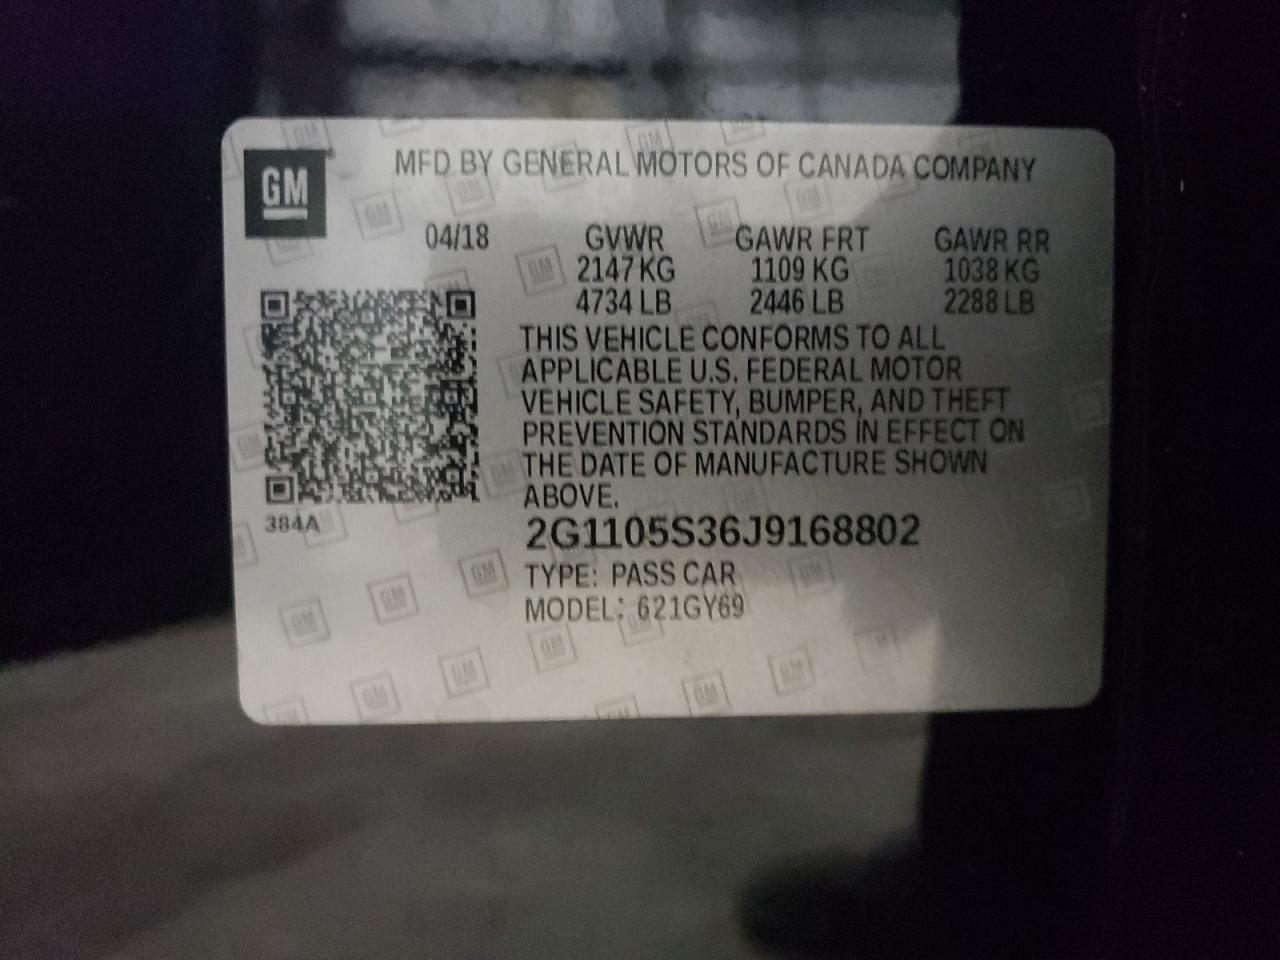 GM
MFD BY GENERAL MOTORS OF CANADA COMPANY
04/18 GVWR GAWR FRT GAWR RR
2147 KG 1109 KG 1038 KG
4734 LB 2446 LB 2288 LB
THIS VEHICLE CONFORMS TO ALL
APPLICABLE U.S. FEDERAL MOTOR
VEHICLE SAFETY, BUMPER, AND THEFT
PREVENTION STANDARDS IN EFFECT ON
THE DATE OF MANUFACTURE SHOWN
ABOVE.
384A
2G1105S36J9168802
TYPE: PASS CAR
MODEL: 621GY69